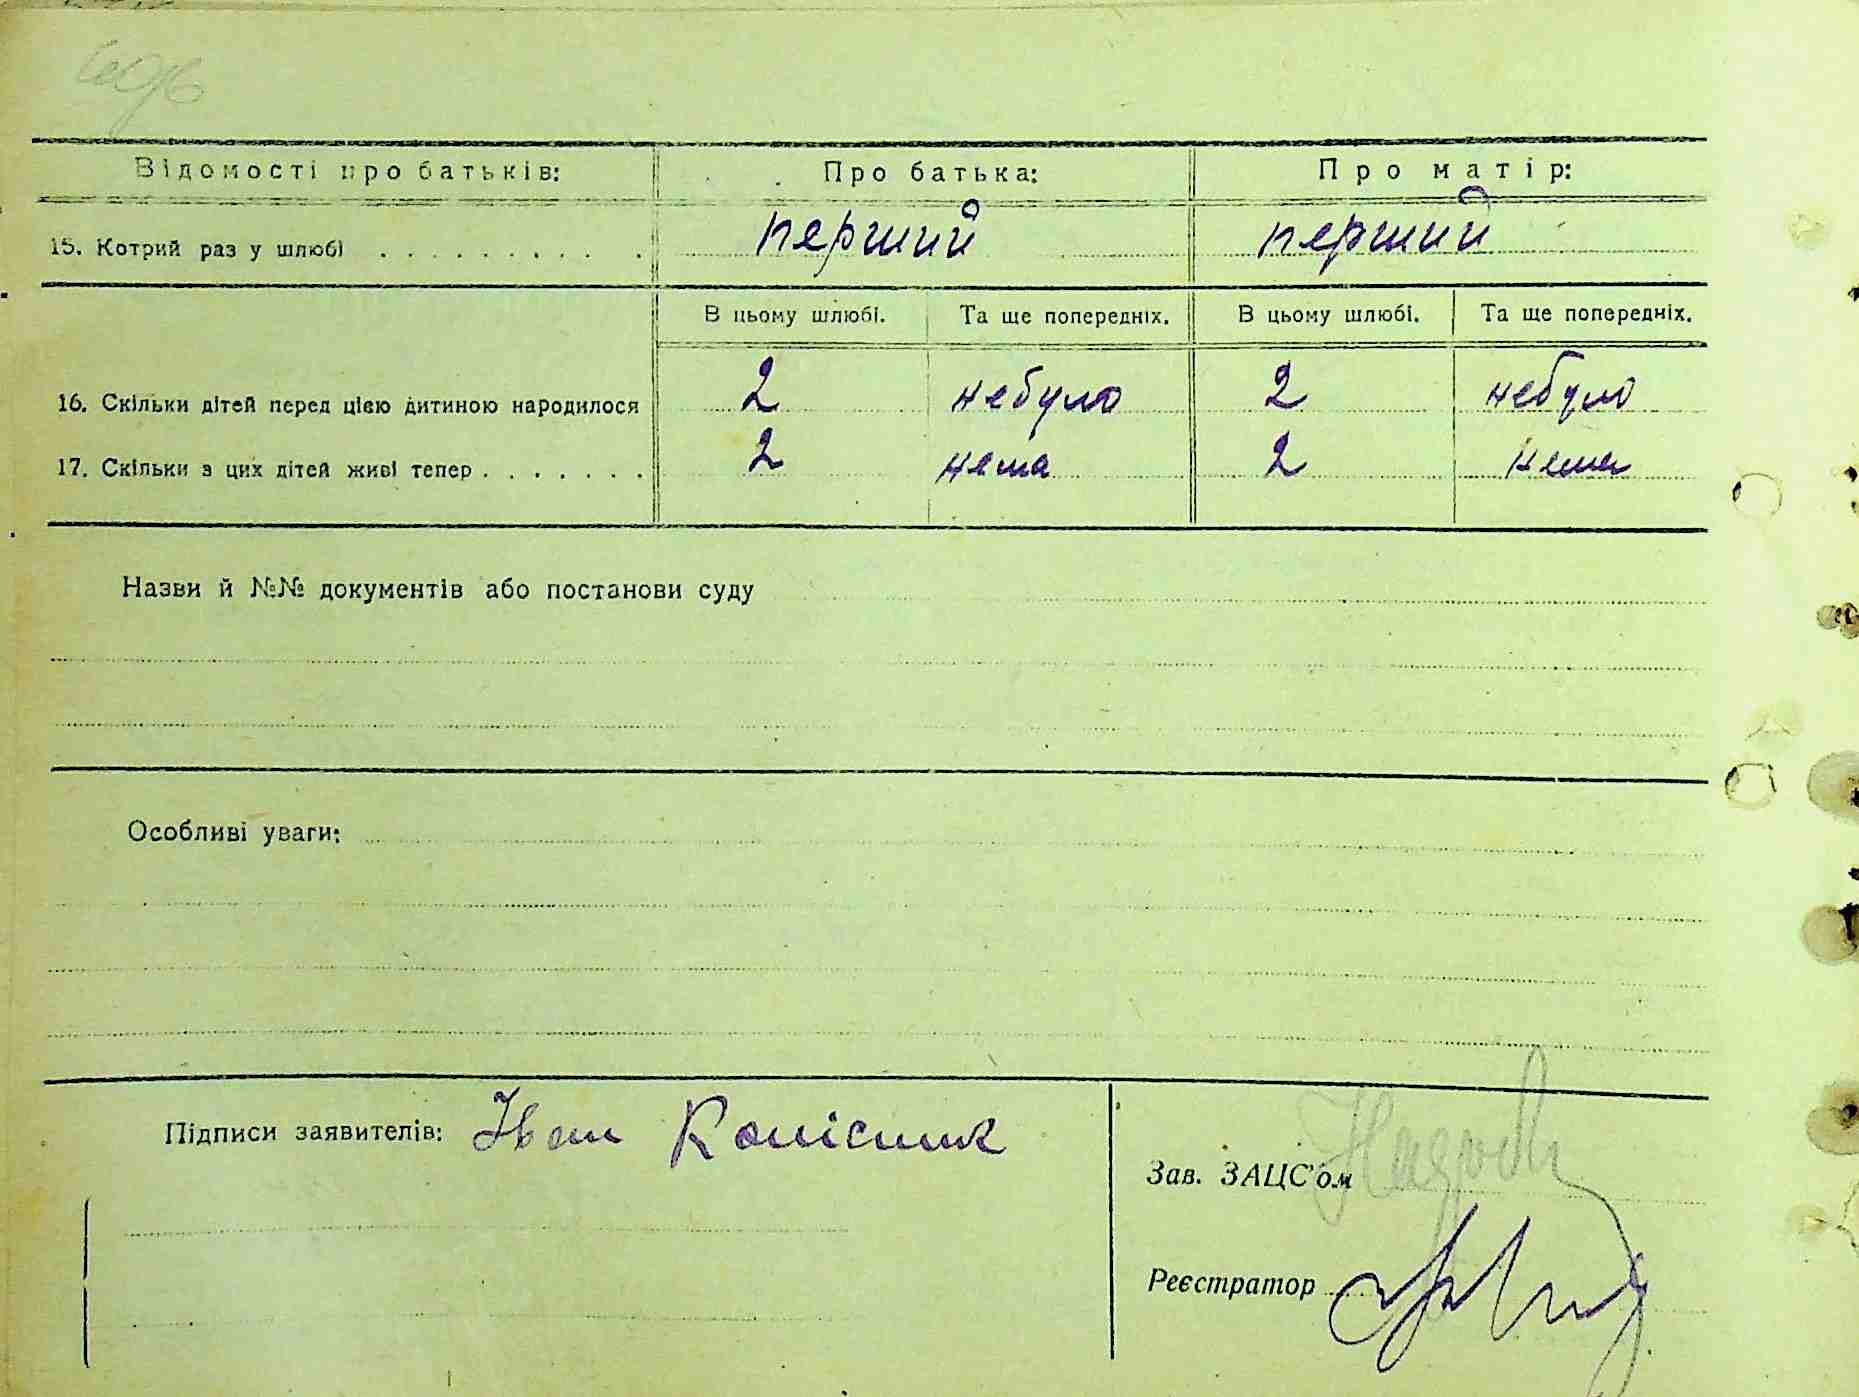 Відомості про батьків: Про батька: Про матір:
15. Котрий раз у шлюбі перший перший
В цьому шлюбі. Та ще попередніх. В цьому шлюбі. Та ще попередніх.
16. Скільки дітей перед цією дитиною народилося 2 небуло 2 небуло
17. Скільки з цих дітей живі тепер 2 нема 2 нема
Назви й №№ документів або постанови суду
Особливі уваги:
Підписи заявителів: Іван Колісник
Зав. ЗАЦС'ом
Реєстратор